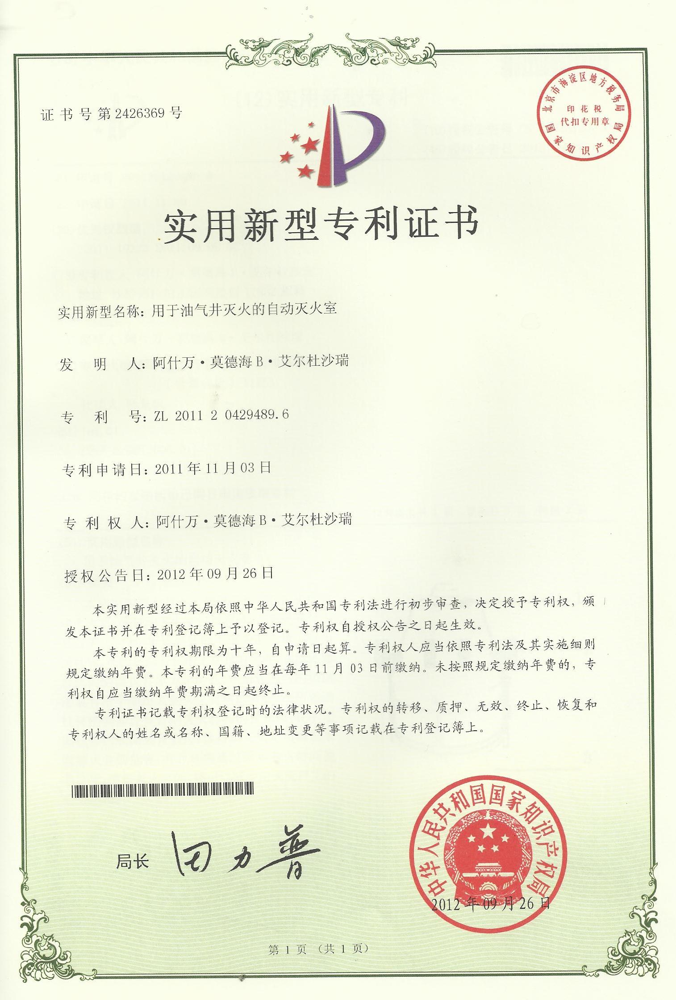 证书号第2426369号
北京市海淀区地方税务局
印花税
代扣专用章
国家知识产权局
实用新型专利证书
实用新型名称：用于油气井灭火的自动灭火室
发明人：阿什万·莫德海B·艾尔杜沙瑞
专利号：ZL 2011 2 0429489.6
专利申请日：2011年11月03日
专利权人：阿什万·莫德海B·艾尔杜沙瑞
授权公告日：2012年09月26日
本实用新型经过本局依照中华人民共和国专利法进行初步审查，决定授予专利权，颁
发本证书并在专利登记簿上予以登记。专利权自授权公告之日起生效。
本专利的专利权期限为十年，自申请日起算。专利权人应当依照专利法及其实施细则
规定缴纳年费。本专利的年费应当在每年11月03日前缴纳。未按照规定缴纳年费的，专
利权自应当缴纳年费期满之日起终止。
专利证书记载专利权登记时的法律状况。专利权的转移、质押、无效、终止、恢复和
专利权人的姓名或名称、国籍、地址变更等事项记载在专利登记簿上。
局长 田力普
中华人民共和国国家知识产权局
2012年09月26日
第1页（共1页）